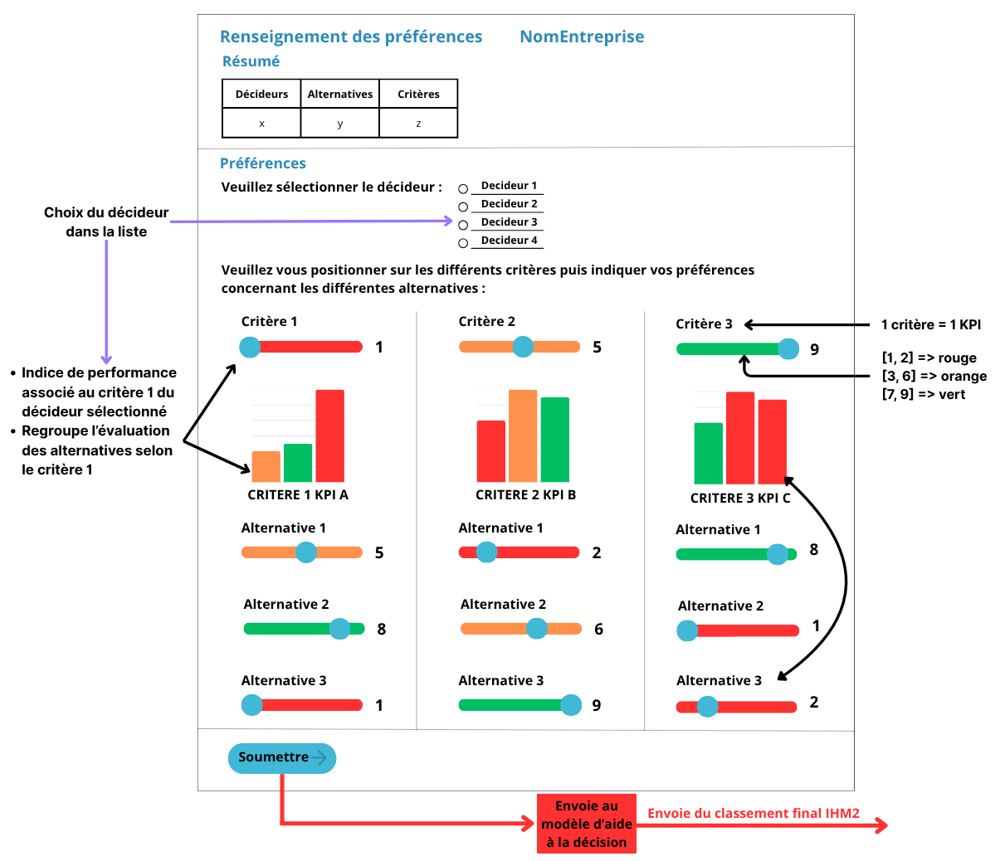 Renseignement des préférences NomEntreprise
Résumé
Décideurs Alternatives Critères
x y z
Préférences
Veuillez sélectionner le décideur :
Decideur 1
Decideur 2
Decideur 3
Decideur 4
Choix du décideur
dans la liste
Veuillez vous positionner sur les différents critères puis indiquer vos préférences
concernant les différentes alternatives :
• Indice de performance
associé au critère 1 du
décideur sélectionné
• Regroupe l’évaluation
des alternatives selon
le critère 1
Critère 1
1
CRITERE 1 KPI A
Alternative 1
5
Alternative 2
8
Alternative 3
1
Critère 2
5
CRITERE 2 KPI B
Alternative 1
2
Alternative 2
6
Alternative 3
9
Critère 3
9
CRITERE 3 KPI C
Alternative 1
8
Alternative 2
1
Alternative 3
2
1 critère = 1 KPI
[1, 2] => rouge
[3, 6] => orange
[7, 9] => vert
Soumettre
Envoie au
modèle d’aide
à la décision
Envoie du classement final IHM2